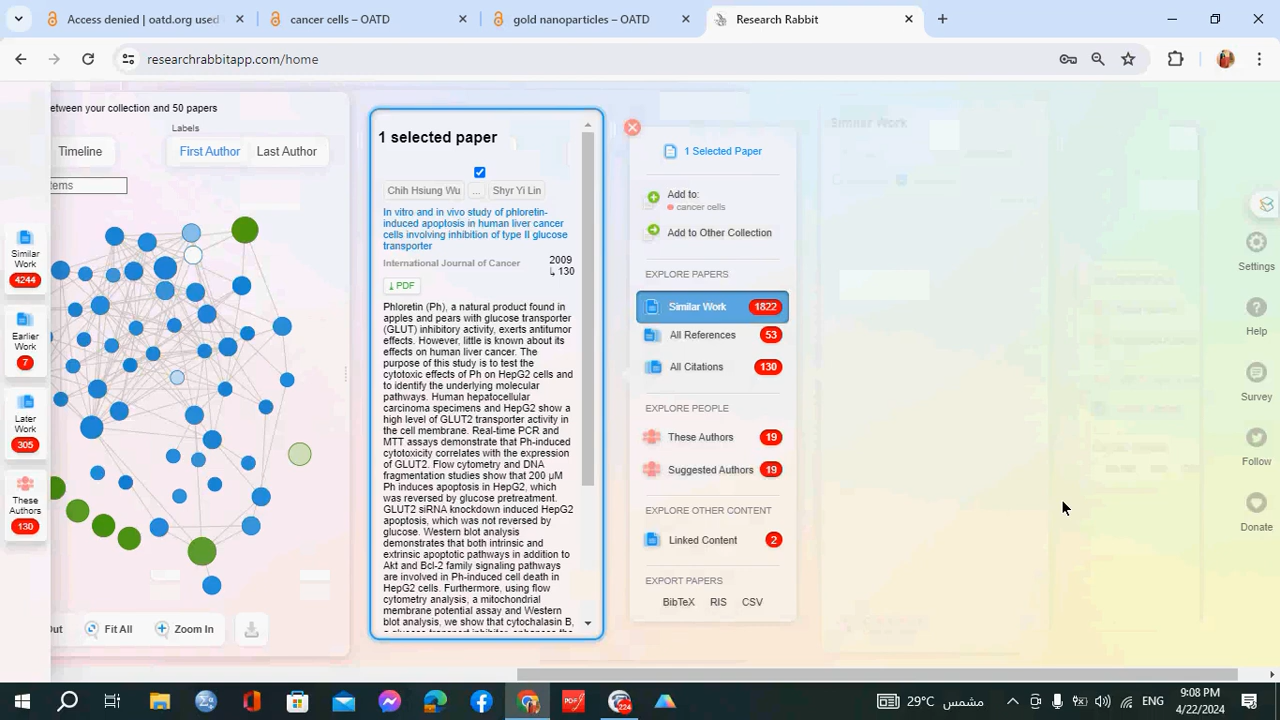 Access denied | oatd.org used
cancer cells – OATD
gold nanoparticles – OATD
Research Rabbit
researchrabbitapp.com/home
etween your collection and 50 papers
Labels
Timeline
First Author
Last Author
items
Similar
Work
4244
Earlier
Work
7
Later
Work
305
These
Authors
130
Out
Fit All
Zoom In
1 selected paper
Chih Hsiung Wu
...
Shyr Yi Lin
In vitro and in vivo study of phloretin-
induced apoptosis in human liver cancer
cells involving inhibition of type II glucose
transporter
International Journal of Cancer
2009
↳ 130
PDF
Phloretin (Ph), a natural product found in
apples and pears with glucose transporter
(GLUT) inhibitory activity, exerts antitumor
effects. However, little is known about its
effects on human liver cancer. The
purpose of this study is to test the
cytotoxic effects of Ph on HepG2 cells and
to identify the underlying molecular
pathways. Human hepatocellular
carcinoma specimens and HepG2 show a
high level of GLUT2 transporter activity in
the cell membrane. Real-time PCR and
MTT assays demonstrate that Ph-induced
cytotoxicity correlates with the expression
of GLUT2. Flow cytometry and DNA
fragmentation studies show that 200 μM
Ph induces apoptosis in HepG2, which
was reversed by glucose pretreatment.
GLUT2 siRNA knockdown induced HepG2
apoptosis, which was not reversed by
glucose. Western blot analysis
demonstrates that both intrinsic and
extrinsic apoptotic pathways in addition to
Akt and Bcl-2 family signaling pathways
are involved in Ph-induced cell death in
HepG2 cells. Furthermore, using flow
cytometry analysis, a mitochondrial
membrane potential assay and Western
blot analysis, we show that cytochalasin B,
a glucose transport inhibitor, enhances the
1 Selected Paper
Add to:
cancer cells
Add to Other Collection
EXPLORE PAPERS
Similar Work 1822
All References 53
All Citations 130
EXPLORE PEOPLE
These Authors 19
Suggested Authors 19
EXPLORE OTHER CONTENT
Linked Content 2
EXPORT PAPERS
BibTeX RIS CSV
Similar Work
Settings
Help
Survey
Follow
Donate
224
29°C
مشمس
ENG
9:08 PM
4/22/2024